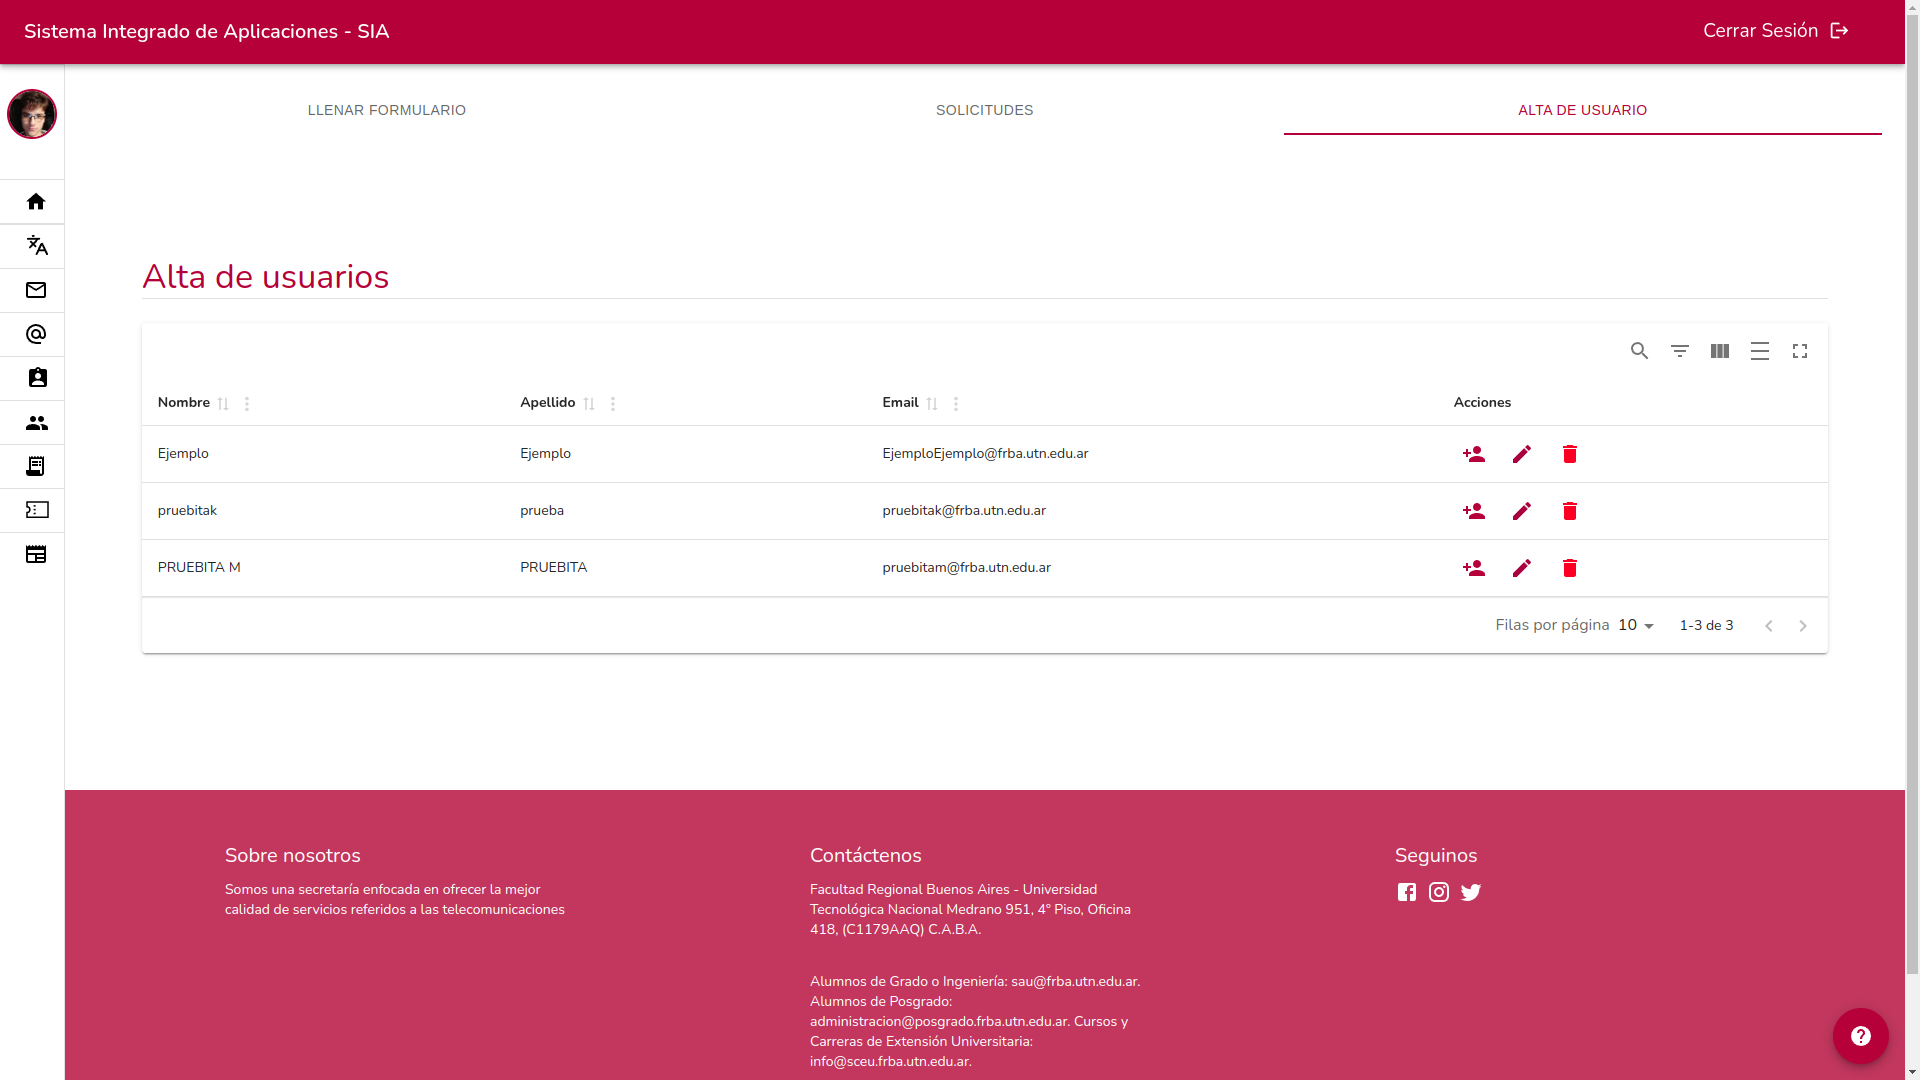 Sistema Integrado de Aplicaciones - SIA
Cerrar Sesión
LLENAR FORMULARIO
SOLICITUDES
ALTA DE USUARIO
Alta de usuarios
Nombre
Apellido
Email
Acciones
Ejemplo
Ejemplo
EjemploEjemplo@frba.utn.edu.ar
pruebitak
prueba
pruebitak@frba.utn.edu.ar
PRUEBITA M
PRUEBITA
pruebitam@frba.utn.edu.ar
Filas por página
10
1-3 de 3
Sobre nosotros
Somos una secretaría enfocada en ofrecer la mejor
calidad de servicios referidos a las telecomunicaciones
Contáctenos
Facultad Regional Buenos Aires - Universidad
Tecnológica Nacional Medrano 951, 4º Piso, Oficina
418, (C1179AAQ) C.A.B.A.
Alumnos de Grado o Ingeniería: sau@frba.utn.edu.ar.
Alumnos de Posgrado:
administracion@posgrado.frba.utn.edu.ar. Cursos y
Carreras de Extensión Universitaria:
info@sceu.frba.utn.edu.ar.
Seguinos